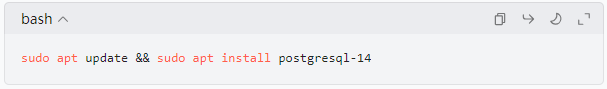 bash
sudo apt update && sudo apt install postgresql-14